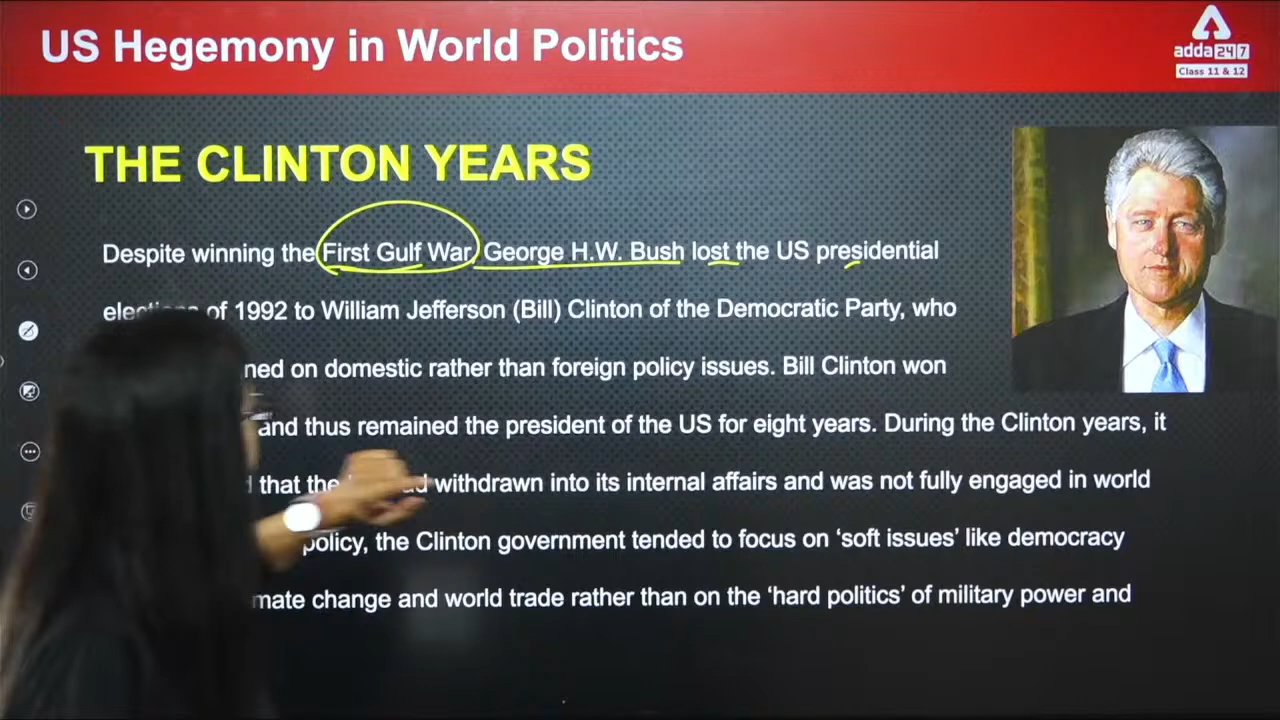 US Hegemony in World Politics
adda247
Class 11 & 12
THE CLINTON YEARS
Despite winning the First Gulf War, George H.W. Bush lost the US presidential
of 1992 to William Jefferson (Bill) Clinton of the Democratic Party, who
on domestic rather than foreign policy issues. Bill Clinton won
and thus remained the president of the US for eight years. During the Clinton years, it
that the withdrawn into its internal affairs and was not fully engaged in world
policy, the Clinton government tended to focus on ‘soft issues’ like democracy
change and world trade rather than on the ‘hard politics’ of military power and